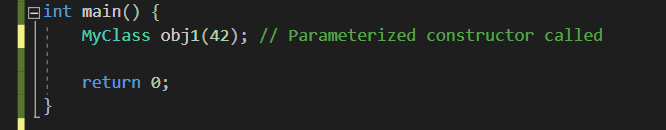 int main() {
    MyClass obj1(42); // Parameterized constructor called
    return 0;
}